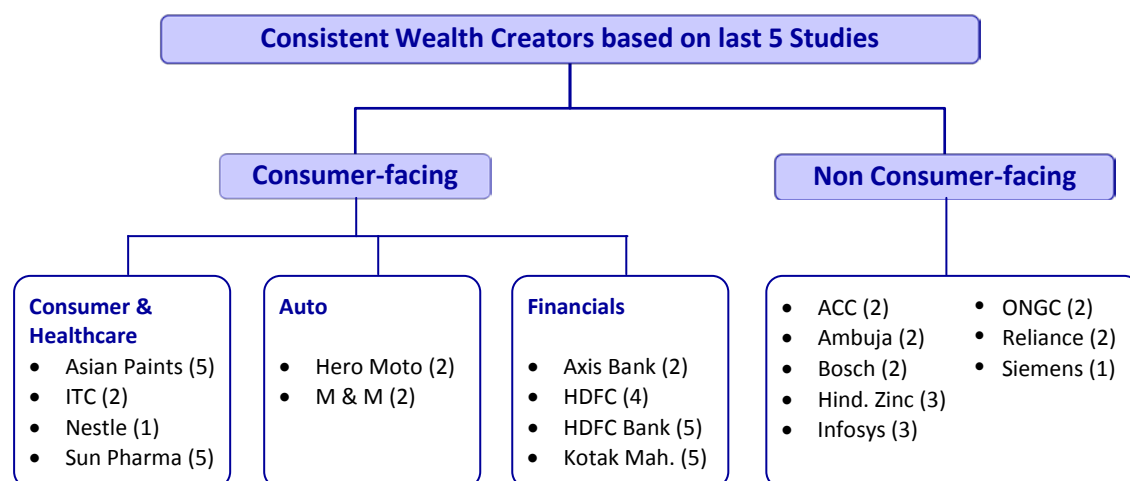 Consistent Wealth Creators based on last 5 Studies
Consumer-facing
Non Consumer-facing
Consumer &
Healthcare
• Asian Paints (5)
• ITC (2)
• Nestle (1)
• Sun Pharma (5)
Auto
• Hero Moto (2)
• M & M (2)
Financials
• Axis Bank (2)
• HDFC (4)
• HDFC Bank (5)
• Kotak Mah. (5)
• ACC (2)
• Ambuja (2)
• Bosch (2)
• Hind. Zinc (3)
• Infosys (3)
• ONGC (2)
• Reliance (2)
• Siemens (1)